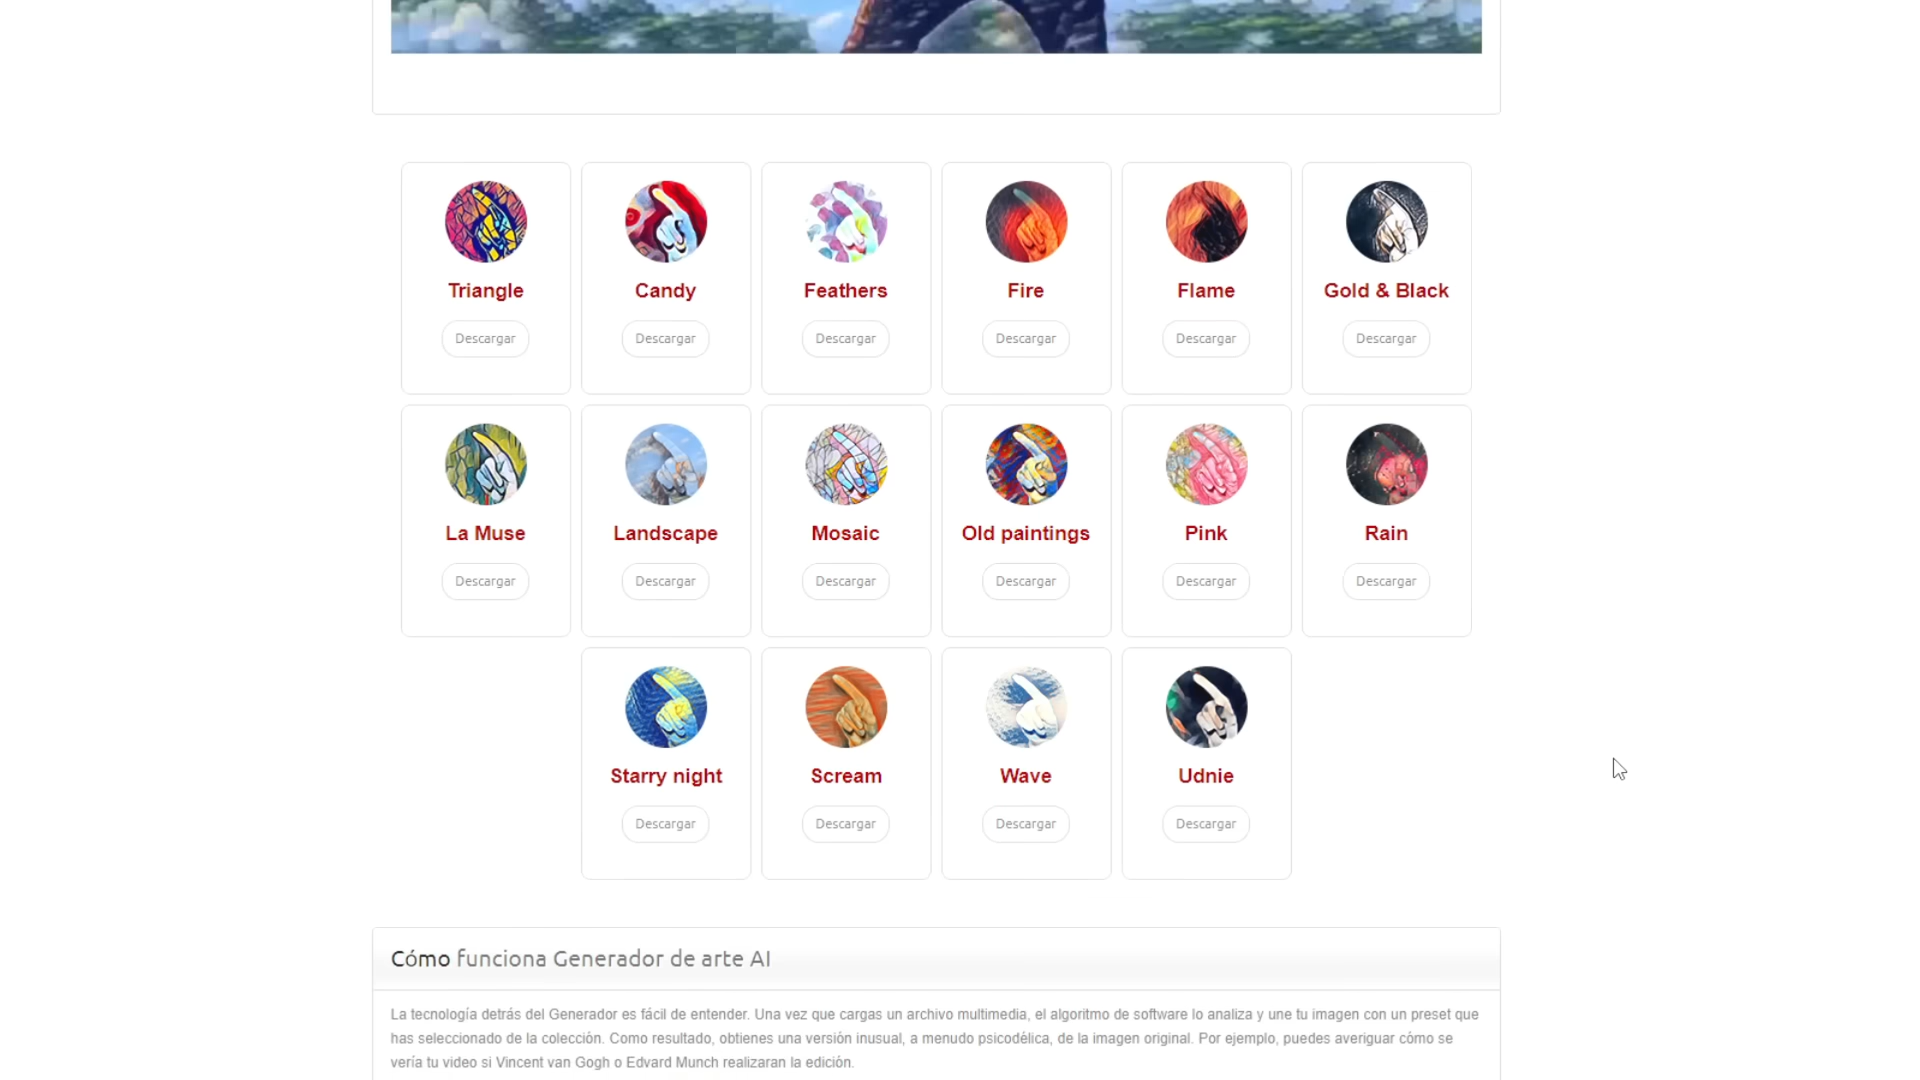 Triangle
Candy
Feathers
Fire
Flame
Gold & Black
Descargar
Descargar
Descargar
Descargar
Descargar
Descargar
La Muse
Landscape
Mosaic
Old paintings
Pink
Rain
Descargar
Descargar
Descargar
Descargar
Descargar
Descargar
Starry night
Scream
Wave
Udnie
Descargar
Descargar
Descargar
Descargar
Cómo funciona Generador de arte AI
La tecnología detrás del Generador es fácil de entender. Una vez que cargas un archivo multimedia, el algoritmo de software lo analiza y une tu imagen con un preset que
has seleccionado de la colección. Como resultado, obtienes una versión inusual, a menudo psicodélica, de la imagen original. Por ejemplo, puedes averiguar cómo se
vería tu video si Vincent van Gogh o Edvard Munch realizaran la edición.